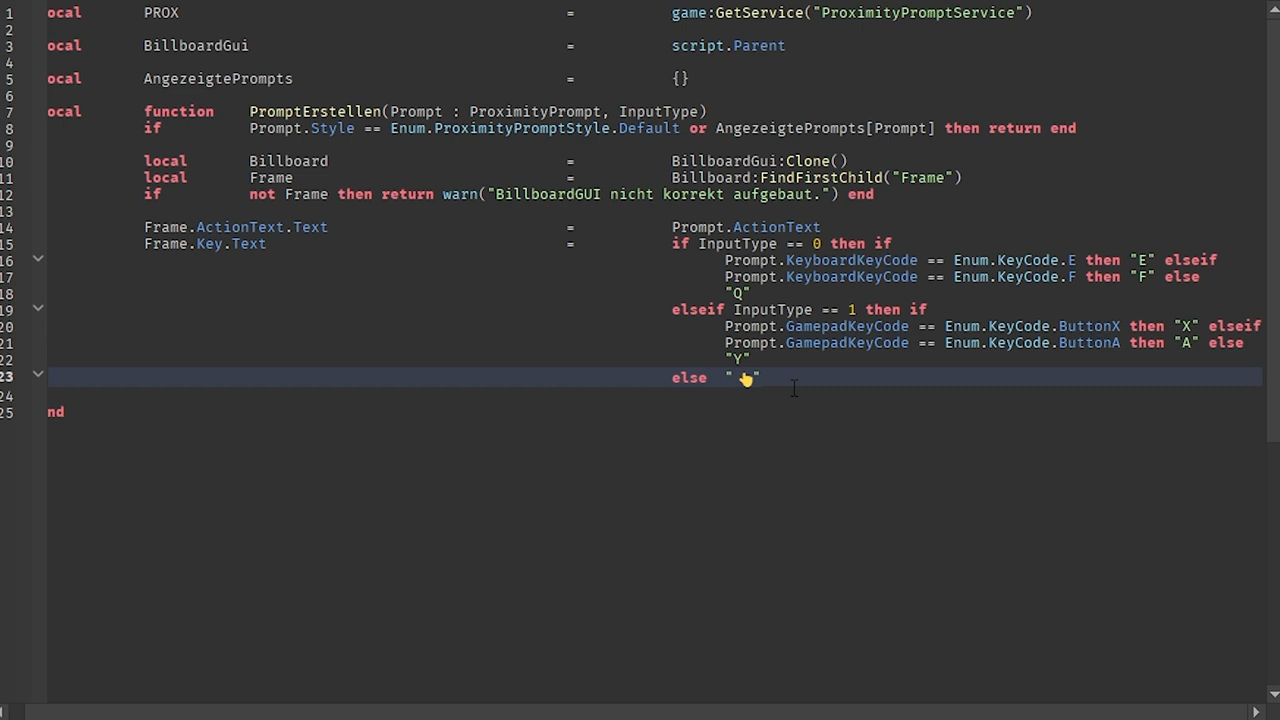 1 ocal PROX = game:GetService("ProximityPromptService")
2
3 ocal BillboardGui = script.Parent
4
5 ocal AngezeigtePrompts = {}
6
7 ocal function PromptErstellen(Prompt : ProximityPrompt, InputType)
8 if Prompt.Style == Enum.ProximityPromptStyle.Default or AngezeigtePrompts[Prompt] then return end
9
10 local Billboard = BillboardGui:Clone()
11 local Frame = Billboard:FindFirstChild("Frame")
12 if not Frame then return warn("BillboardGUI nicht korrekt aufgebaut.") end
13
14 Frame.ActionText.Text = Prompt.ActionText
15 Frame.Key.Text = if InputType == 0 then if
16 Prompt.KeyboardKeyCode == Enum.KeyCode.E then "E" elseif
17 Prompt.KeyboardKeyCode == Enum.KeyCode.F then "F" else
18 "Q"
19 elseif InputType == 1 then if
20 Prompt.GamepadKeyCode == Enum.KeyCode.ButtonX then "X" elseif
21 Prompt.GamepadKeyCode == Enum.KeyCode.ButtonA then "A" else
22 "Y"
23 else " 👆"
24
25 nd